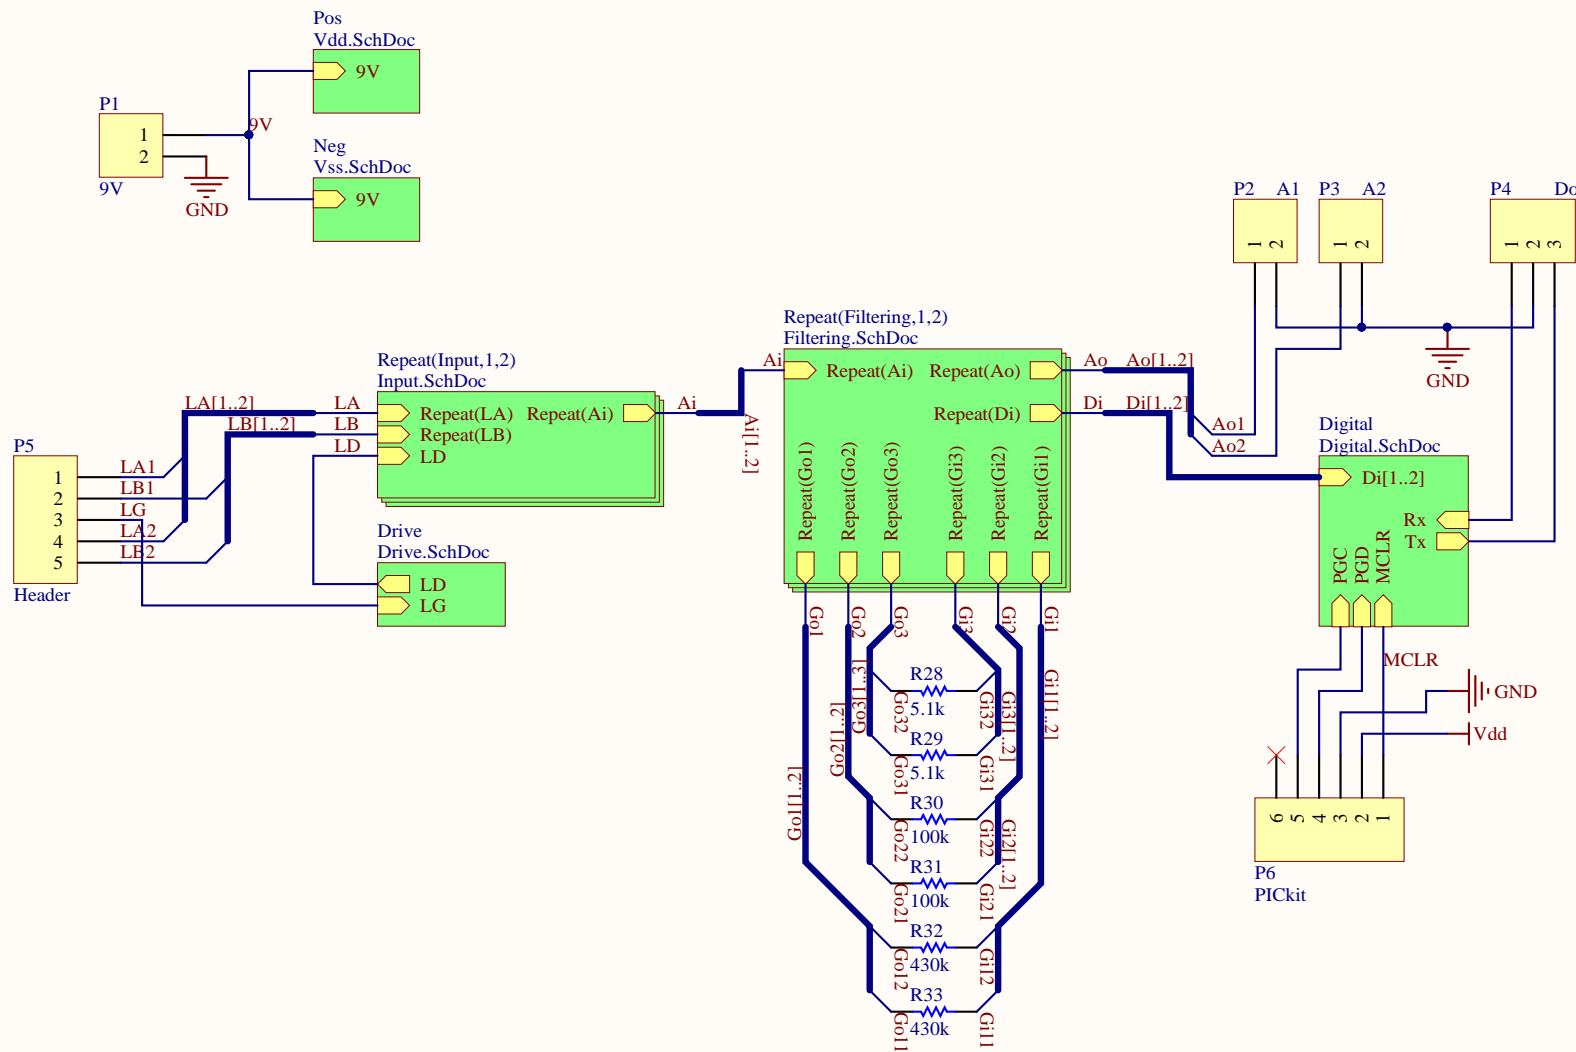 Pos
Vdd.SchDoc
9V
P1
1
2
9V
9V
GND
Neg
Vss.SchDoc
9V
P2 A1
1
2
P3 A2
1
2
P4 Do
1
2
3
GND
Repeat(Input,1,2)
Input.SchDoc
LA[1..2]
LA
Repeat(LA)
Repeat(Ai)
Ai
LB[1..2]
LB
Repeat(LB)
LD
LD
Ai[1..2]
P5
1
2
3
4
5
Header
LA1
LB1
LG
LA2
LB2
Drive
Drive.SchDoc
LD
LG
Repeat(Filtering,1,2)
Filtering.SchDoc
Ai
Repeat(Ai)
Repeat(Ao)
Ao
Ao[1..2]
Repeat(Di)
Di
Di[1..2]
Ao1
Ao2
Repeat(Go1)
Repeat(Go2)
Repeat(Go3)
Repeat(Gi3)
Repeat(Gi2)
Repeat(Gi1)
Go1
Go2
Go3
Gi3
Gi2
Gi1
Go1[1..2]
Go2[1..2]
Go3[1..3]
Gi3[1..2]
Gi2[1..2]
Gi1[1..2]
R28
5.1k
Go32
Gi32
R29
5.1k
Go31
Gi31
R30
100k
Go22
Gi22
R31
100k
Go21
Gi21
R32
430k
Go12
Gi12
R33
430k
Go11
Gi11
Digital
Digital.SchDoc
Di[1..2]
Rx
Tx
PGC
PGD
MCLR
MCLR
GND
Vdd
6
5
4
3
2
1
P6
PICkit